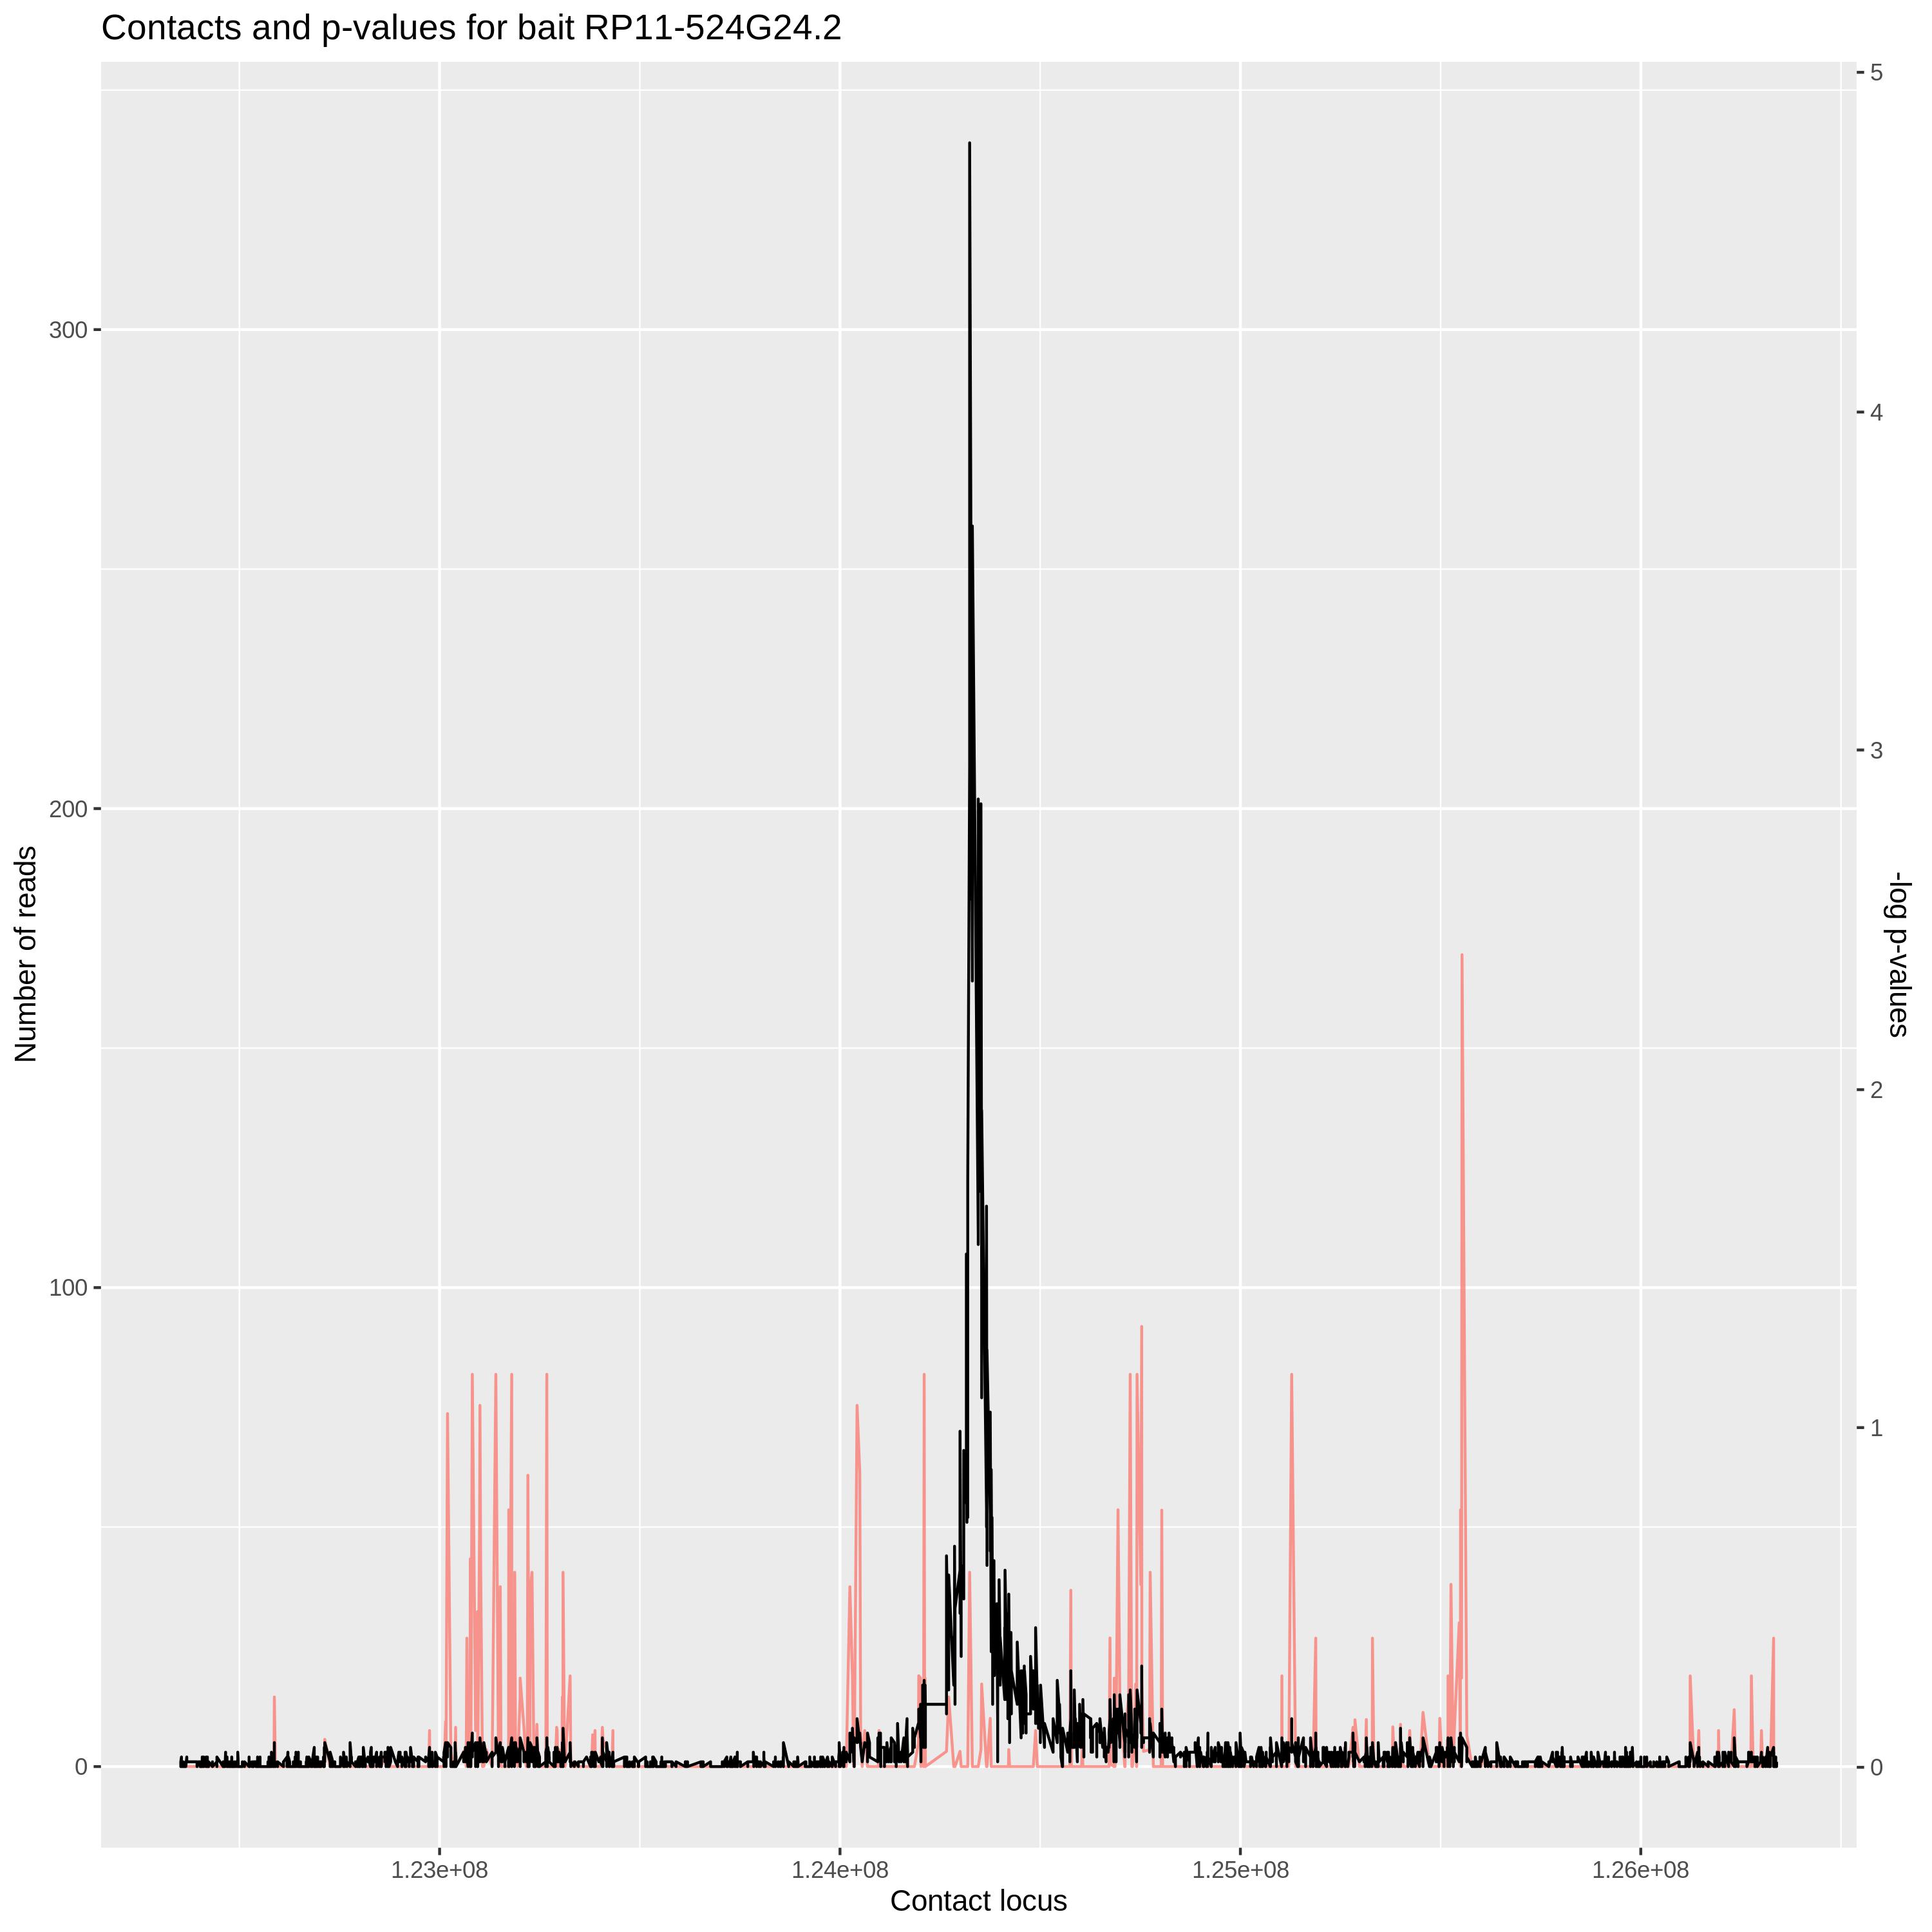 Contacts and p-values for bait RP11-524G24.2
Number of reads
300
200
100
0
5
4
3
2
1
0
-log p-values
1.23e+08
1.24e+08
1.25e+08
1.26e+08
Contact locus